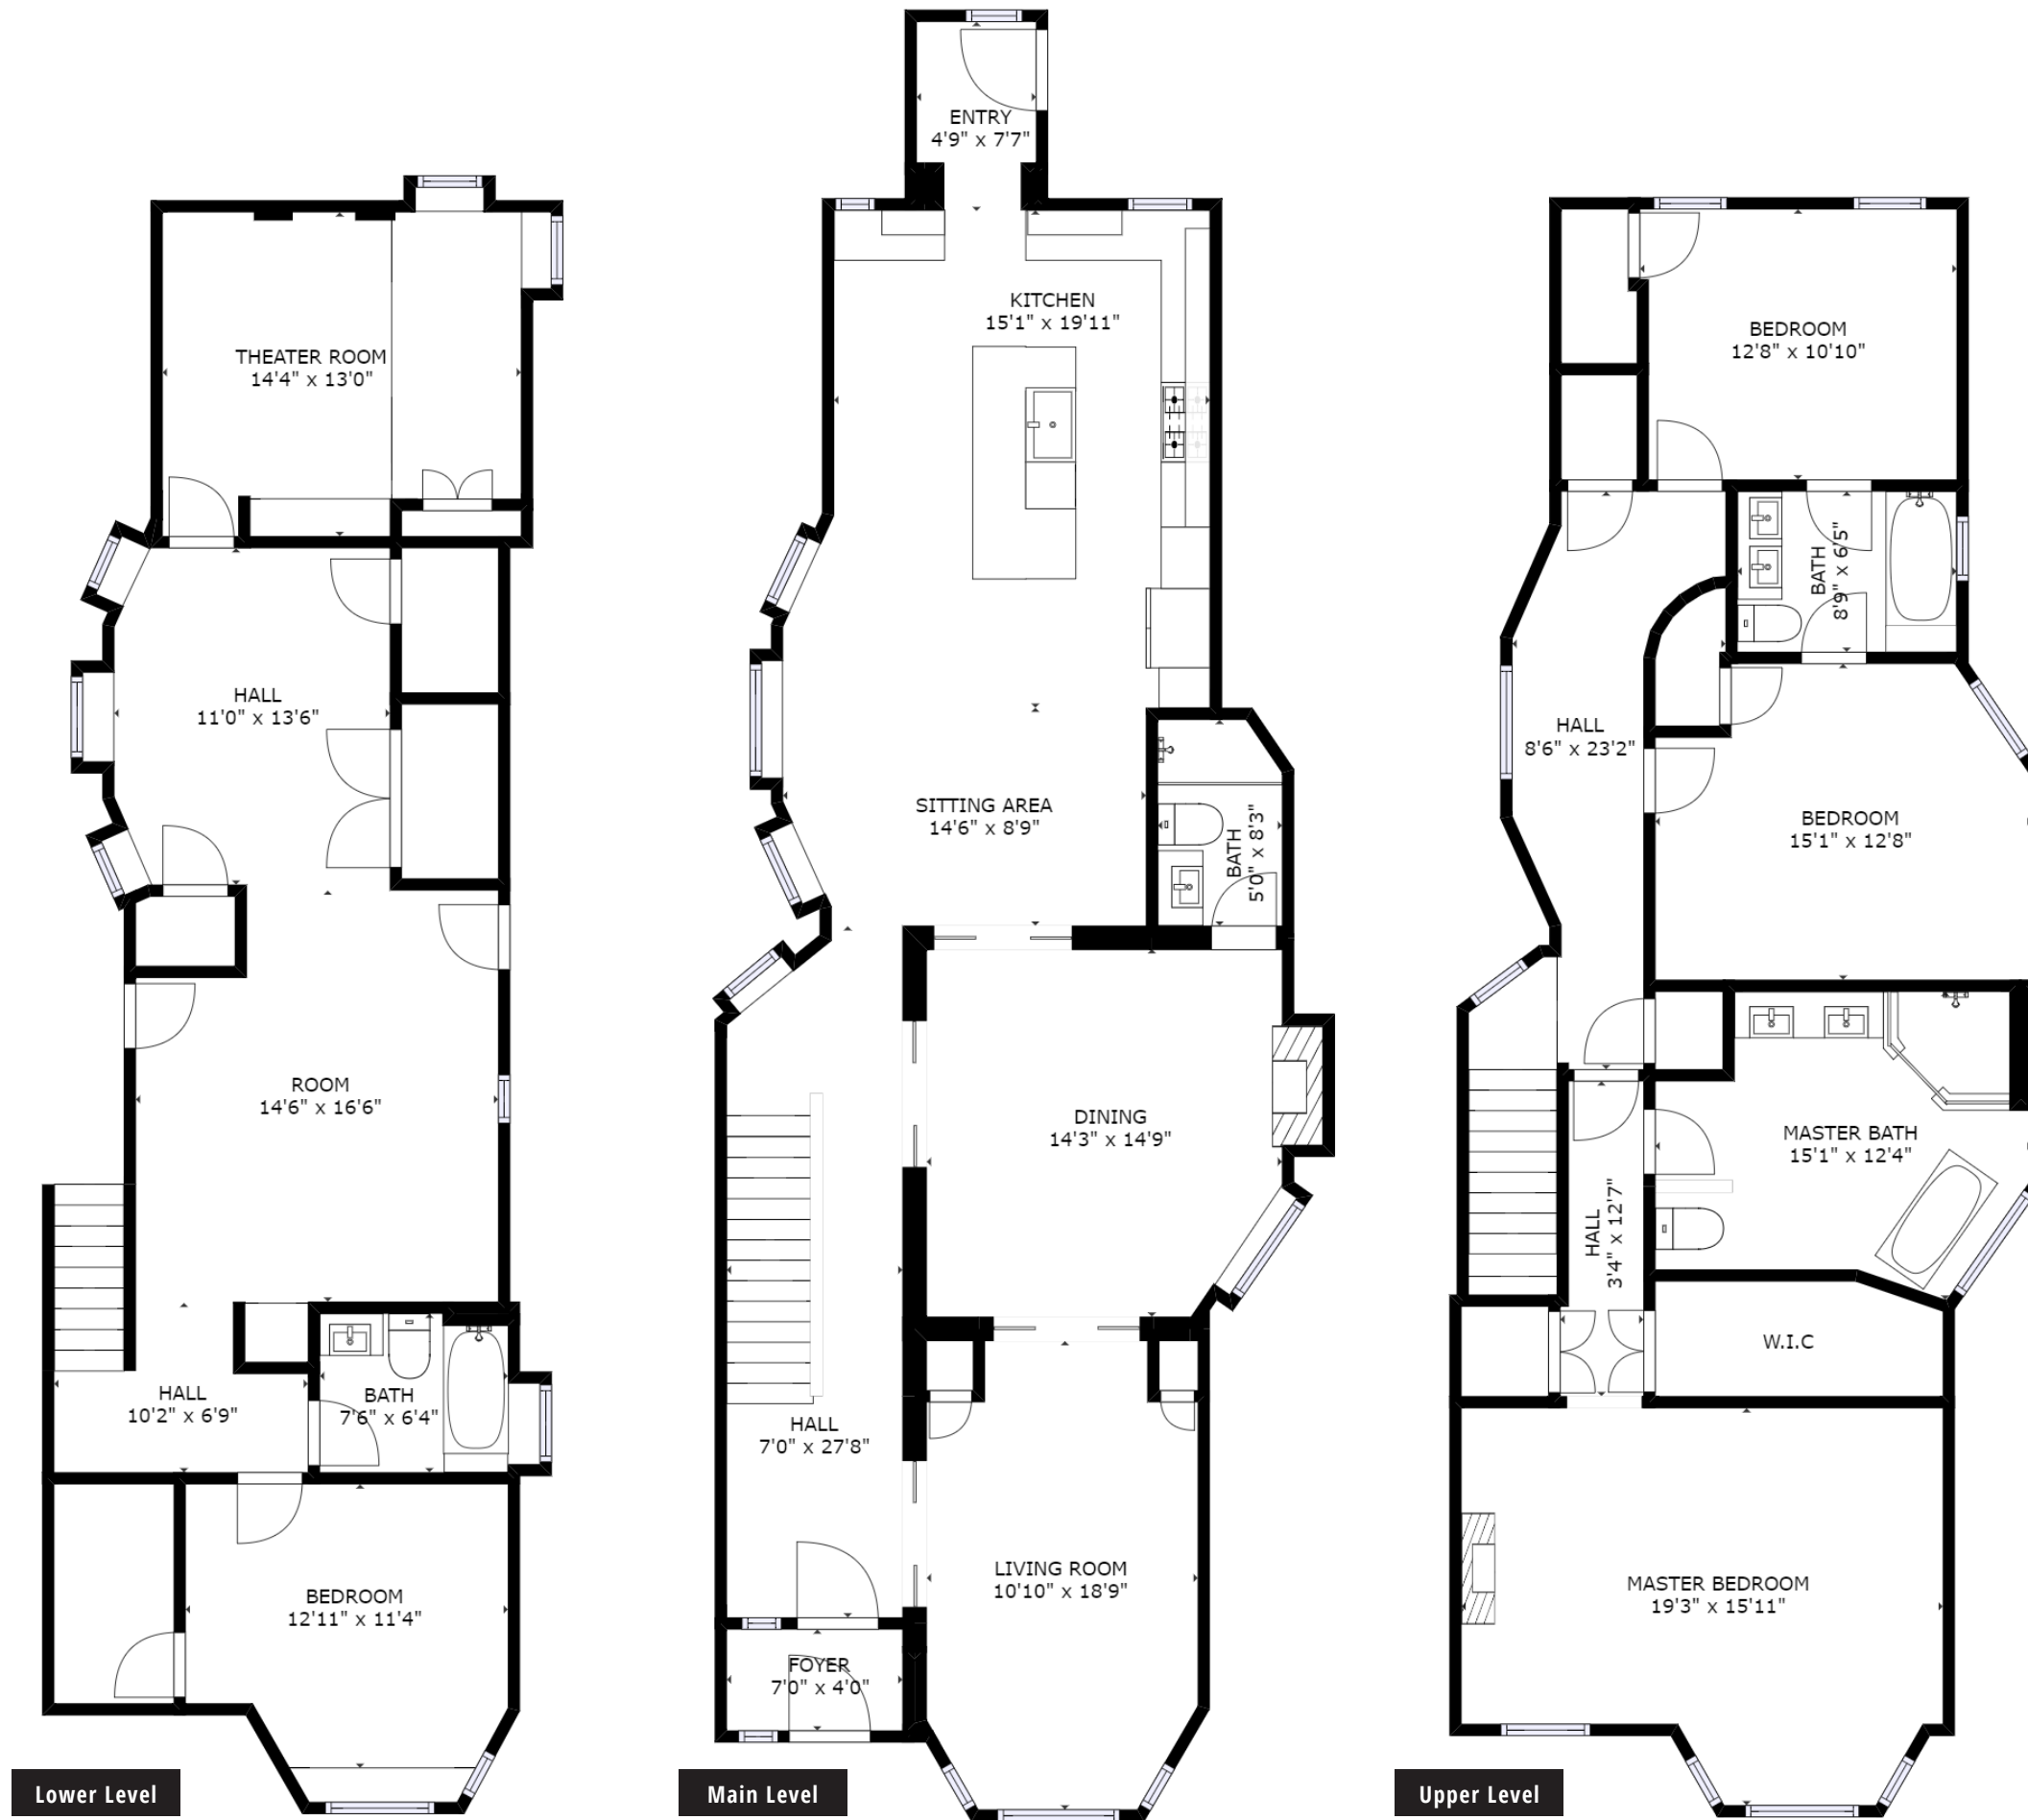 THEATER ROOM
14'4" x 13'0"
HALL
11'0" x 13'6"
ROOM
14'6" x 16'6"
HALL
10'2" x 6'9"
BATH
7'6" x 6'4"
BEDROOM
12'11" x 11'4"
Lower Level
ENTRY
4'9" x 7'7"
KITCHEN
15'1" x 19'11"
SITTING AREA
14'6" x 8'9"
BATH
5'0" x 8'3"
DINING
14'3" x 14'9"
HALL
7'0" x 27'8"
LIVING ROOM
10'10" x 18'9"
FOYER
7'0" x 4'0"
Main Level
BEDROOM
12'8" x 10'10"
BATH
8'9" x 6'5"
HALL
8'6" x 23'2"
BEDROOM
15'1" x 12'8"
MASTER BATH
15'1" x 12'4"
HALL
3'4" x 12'7"
W.I.C
MASTER BEDROOM
19'3" x 15'11"
Upper Level